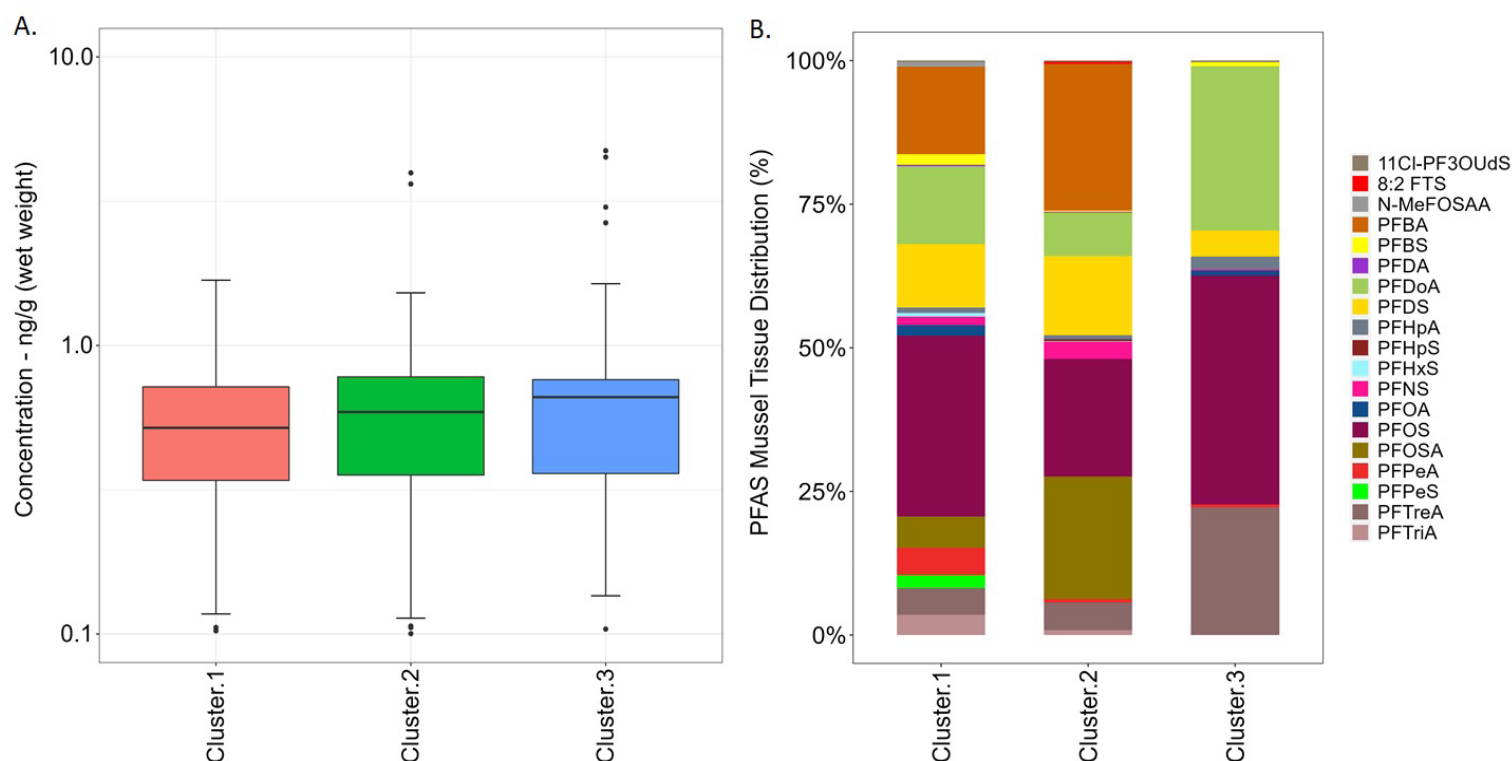 A.
Concentration - ng/g (wet weight)
10.0
1.0
0.1
Cluster.1
Cluster.2
Cluster.3
B.
PFAS Mussel Tissue Distribution (%)
100%
75%
50%
25%
0%
Cluster.1
Cluster.2
Cluster.3
11Cl-PF3OUdS
8:2 FTS
N-MeFOSAA
PFBA
PFBS
PFDA
PFDoA
PFDS
PFHpA
PFHpS
PFHxS
PFNS
PFOA
PFOS
PFOSA
PFPeA
PFPeS
PFTreA
PFTriA